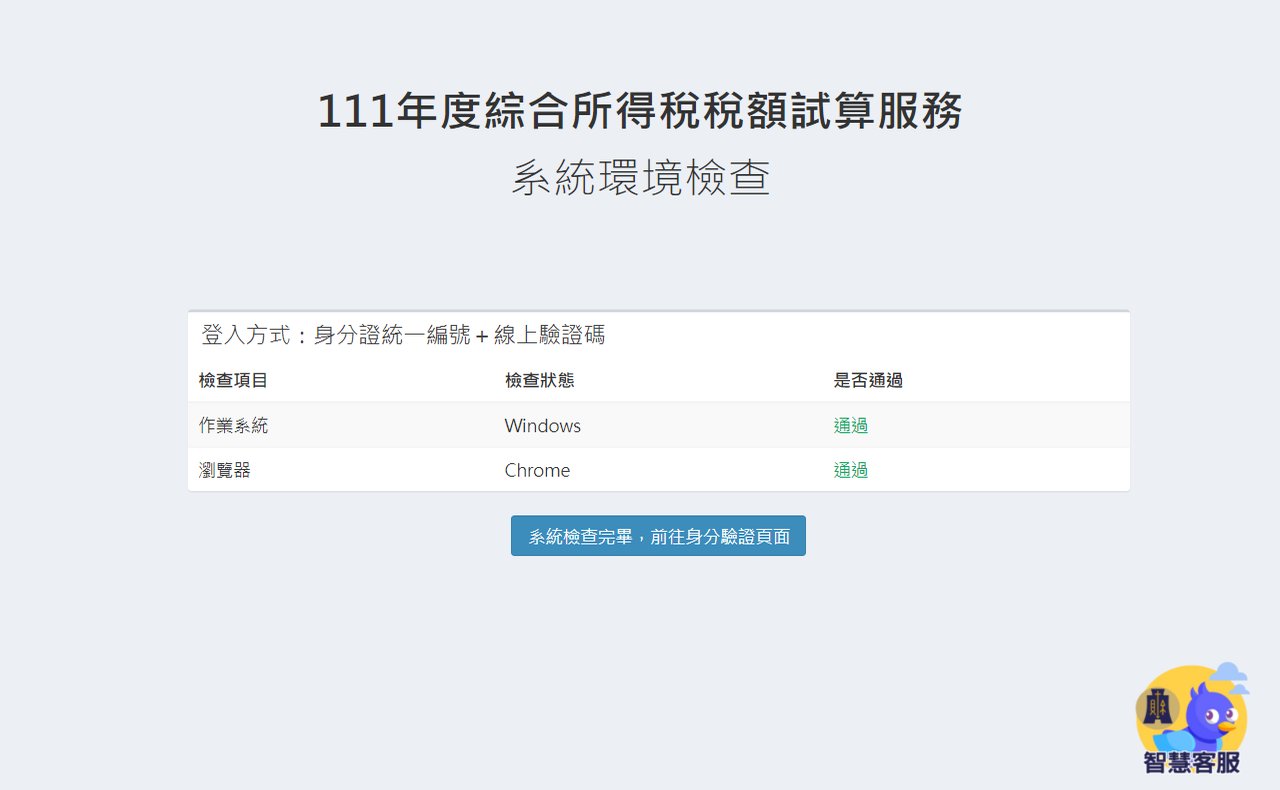 111年度綜合所得稅稅額試算服務
系統環境檢查
登入方式：身分證統一編號 + 線上驗證碼
檢查項目 檢查狀態 是否通過
作業系統 Windows 通過
瀏覽器 Chrome 通過
系統檢查完畢，前往身分驗證頁面
智慧客服